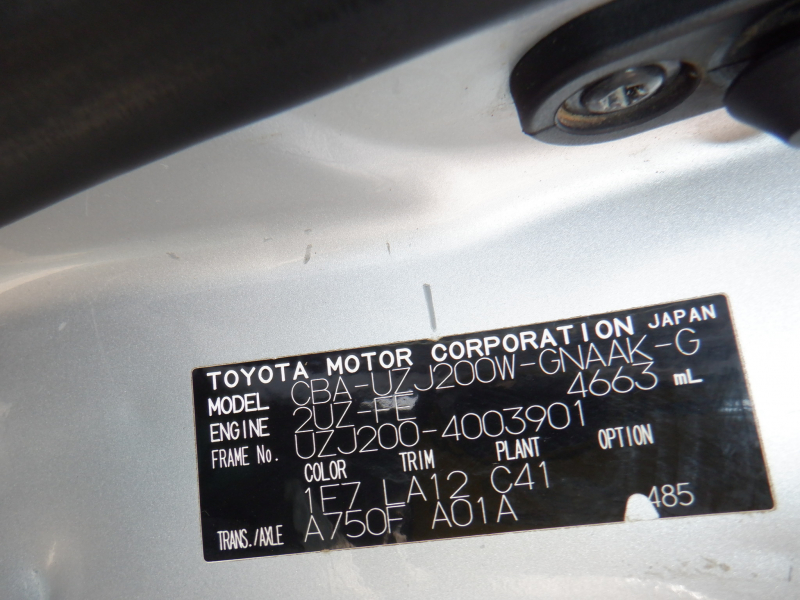 TOYOTA MOTOR CORPORATION JAPAN
MODEL CBA-UZJ200W-GNAAK-G
ENGINE 2UZ-FE 4663 mL
FRAME No. UZJ200-4003901
COLOR TRIM PLANT OPTION
1F7 LA12 C41
TRANS./AXLE A750F A01A 485